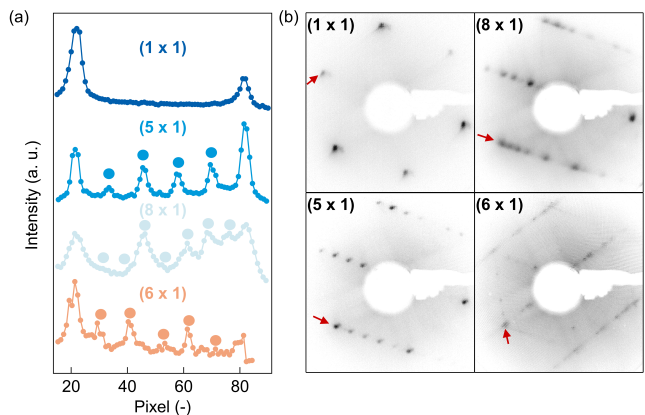 (a)
(1 x 1)
(5 x 1)
(8 x 1)
(6 x 1)
Intensity (a. u.)
20 40 60 80
Pixel (-)
(b)
(1 x 1) (8 x 1)
(5 x 1) (6 x 1)